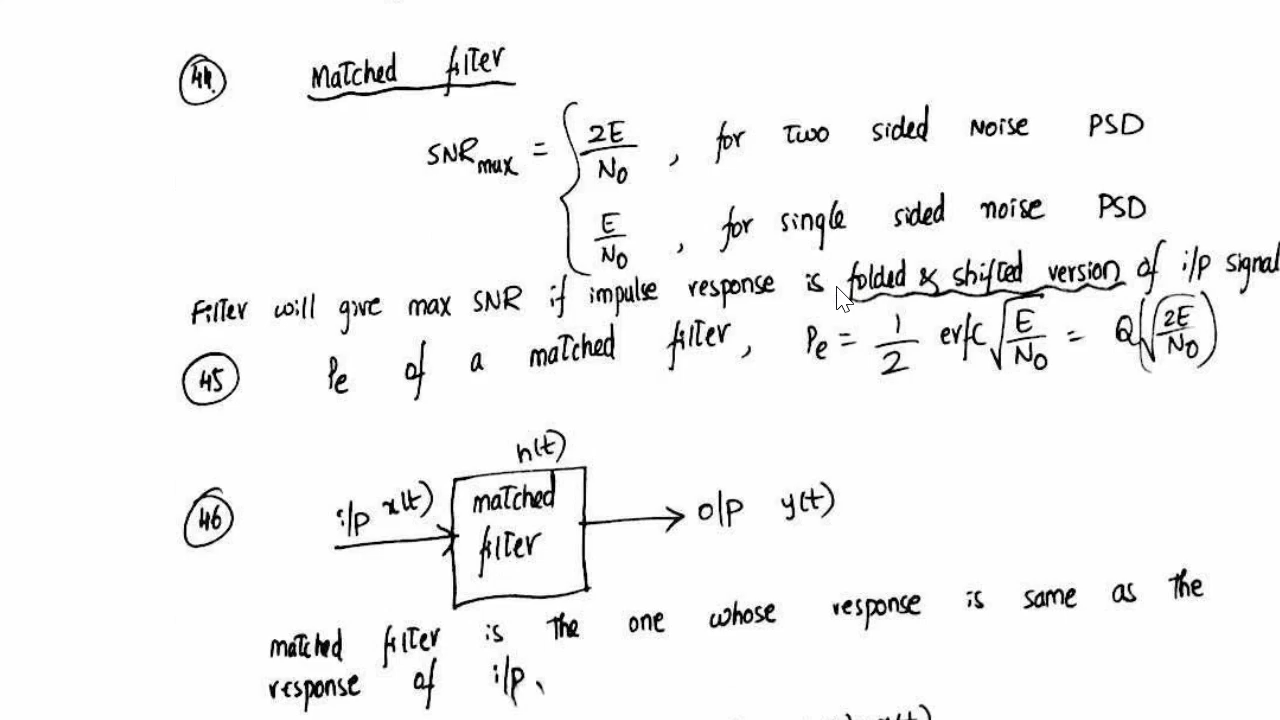 44. Matched filter
SNRmax = { 2E/N0 , for two sided Noise PSD
E/N0 , for single sided noise PSD
Filter will give max SNR if impulse response is folded & shifted version of i/p signal
45 Pe of a matched filter, Pe = 1/2 erfc √(E/N0) = Q(√(2E/N0))
h(t)
46 i/p x(t) matched filter o/p y(t)
matched filter is the one whose response is same as the
response of i/p.